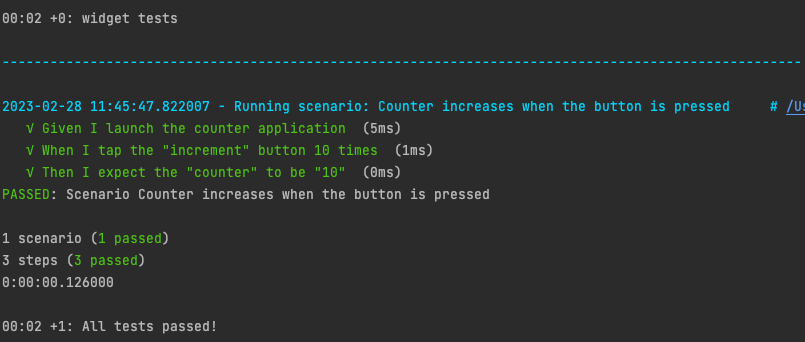 00:02 +0: widget tests
----------------------------------------------------------------------------------------------------
2023-02-28 11:45:47.822007 - Running scenario: Counter increases when the button is pressed     # /Us
√ Given I launch the counter application  (5ms)
√ When I tap the "increment" button 10 times  (1ms)
√ Then I expect the "counter" to be "10"  (0ms)
PASSED: Scenario Counter increases when the button is pressed
1 scenario (1 passed)
3 steps (3 passed)
0:00:00.126000
00:02 +1: All tests passed!